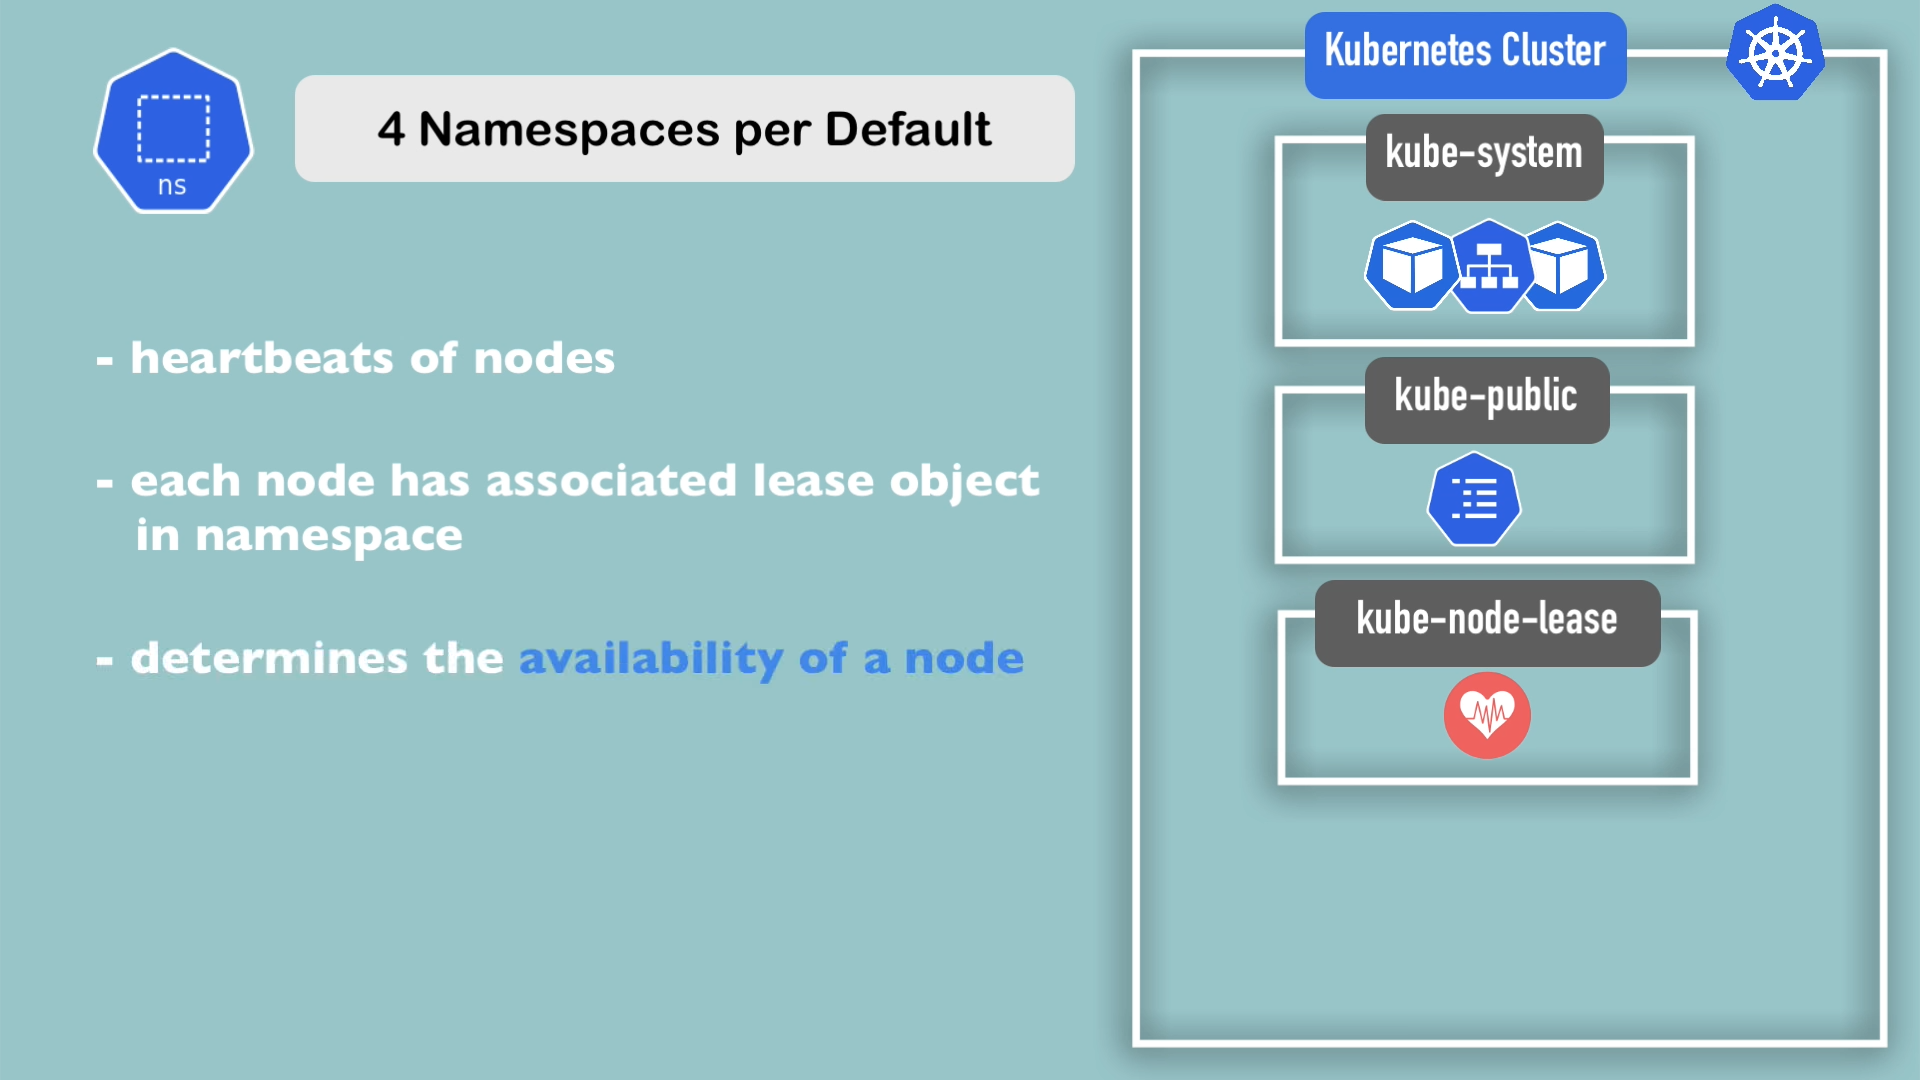 ns
4 Namespaces per Default
- heartbeats of nodes
- each node has associated lease object
in namespace
- determines the availability of a node
Kubernetes Cluster
kube-system
kube-public
kube-node-lease